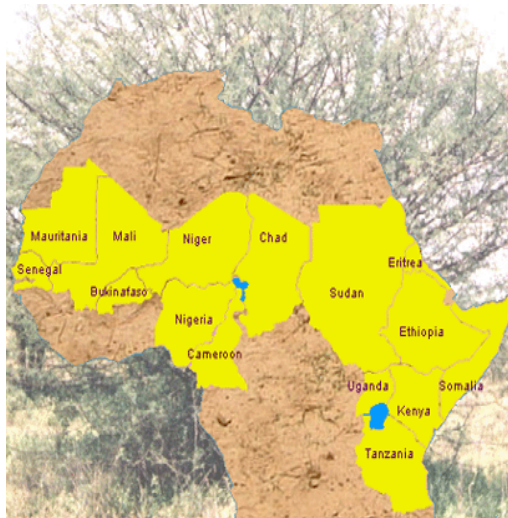 Mauritania
Mali
Niger
Chad
Senegal
Bukinafaso
Nigeria
Cameroon
Sudan
Eritrea
Ethiopia
Uganda
Kenya
Somalia
Tanzania